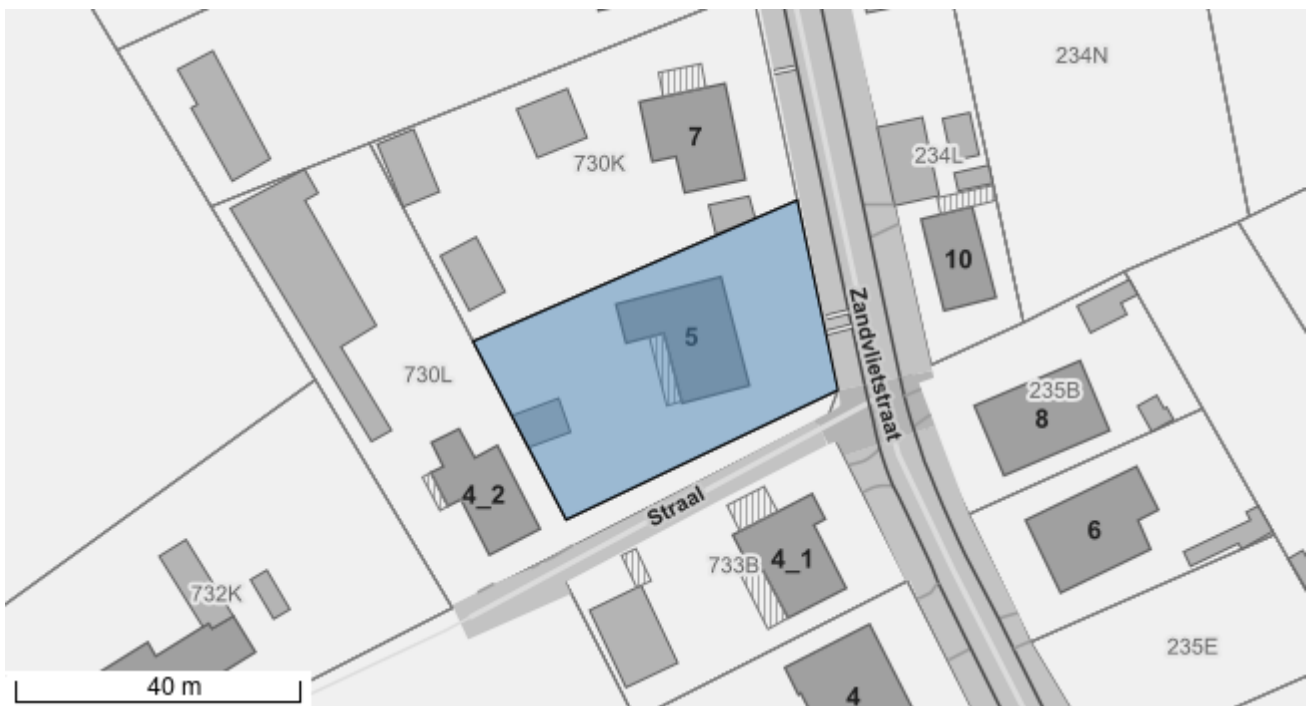 234N
7
730K
234L
10
Zandvlietstraat
5
730L
235B
8
4_2
Straal
6
733B
4_1
732K
235E
40 m
4